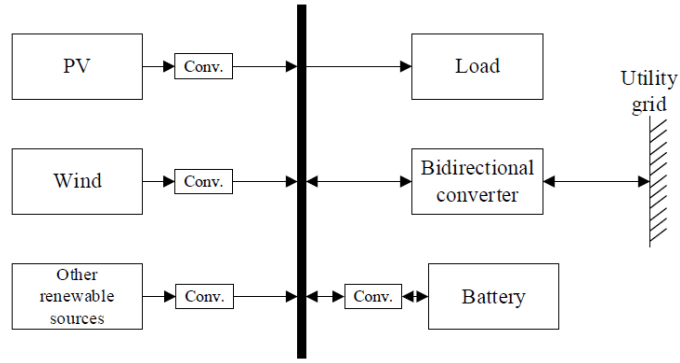 PV
Conv.
Load
Utility
grid
Wind
Conv.
Bidirectional
converter
Other
renewable
sources
Conv.
Conv.
Battery